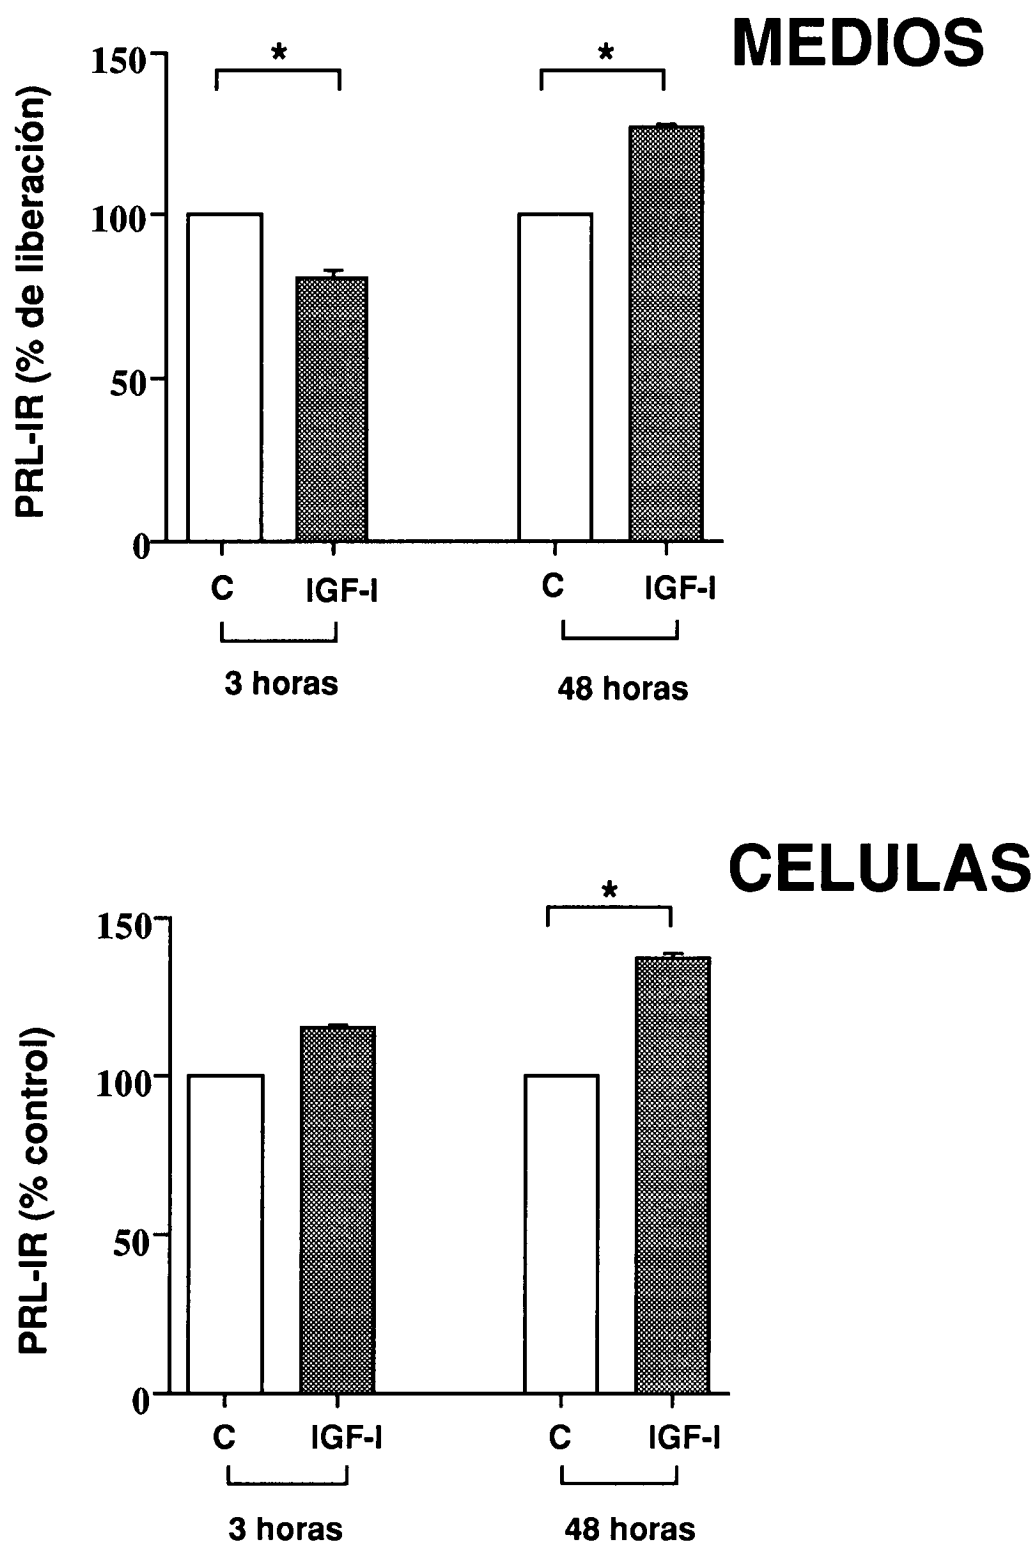 MEDIOS
PRL-IR (% de liberación)
150
100
50
0
*
*
C
IGF-I
C
IGF-I
3 horas
48 horas
CELULAS
PRL-IR (% control)
150
100
50
0
*
C
IGF-I
C
IGF-I
3 horas
48 horas